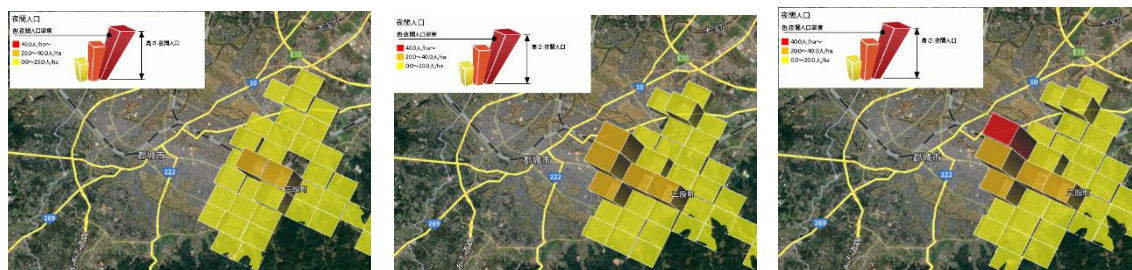 夜間人口
色:夜間人口密度
40.0人/ha~
20.0~40.0人/ha
0.0~20.0人/ha
高さ:夜間人口
E10
10
都城市
222
三股町
269
夜間人口
色:夜間人口密度
40.0人/ha~
20.0~40.0人/ha
0.0~20.0人/ha
高さ:夜間人口
E10
10
都城市
222
三股町
269
夜間人口
色:夜間人口密度
40.0人/ha~
20.0~40.0人/ha
0.0~20.0人/ha
高さ:夜間人口
E10
10
都城市
222
三股町
269